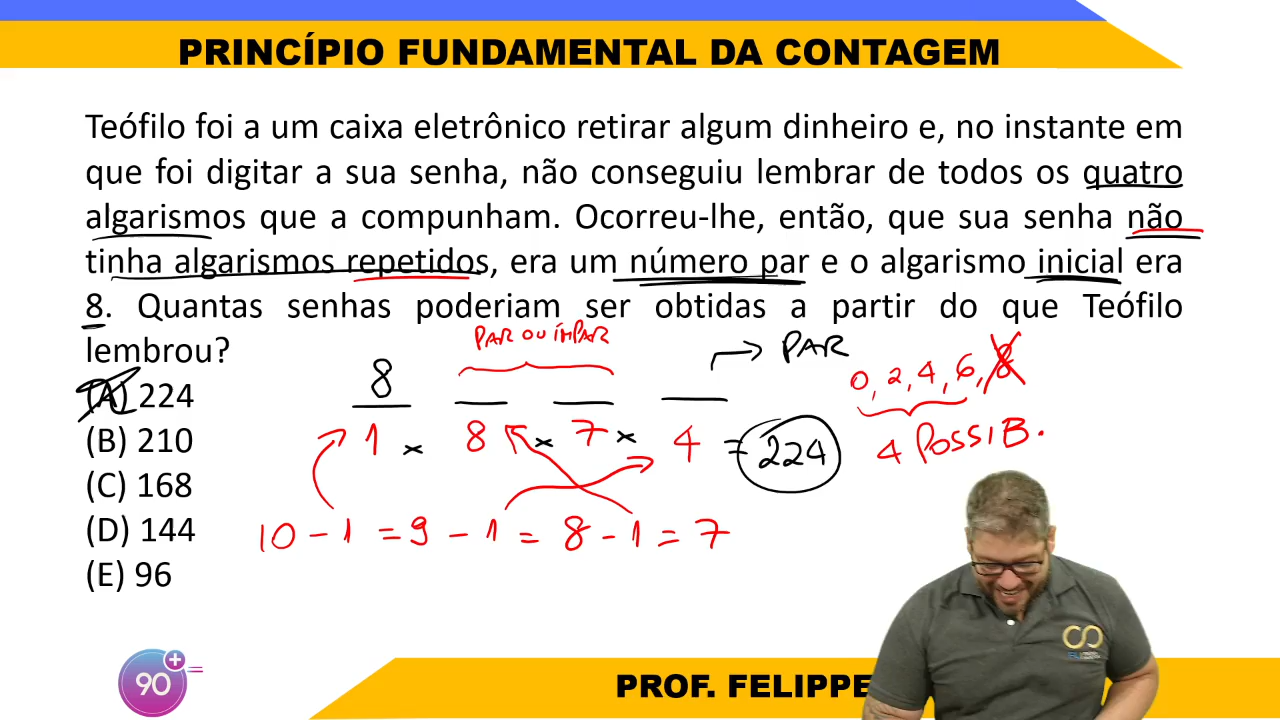 PRINCÍPIO FUNDAMENTAL DA CONTAGEM
Teófilo foi a um caixa eletrônico retirar algum dinheiro e, no instante em
que foi digitar a sua senha, não conseguiu lembrar de todos os quatro
algarismos que a compunham. Ocorreu-lhe, então, que sua senha não
tinha algarismos repetidos, era um número par e o algarismo inicial era
8. Quantas senhas poderiam ser obtidas a partir do que Teófilo
lembrou?
PAR OU ÍMPAR
PAR
8
0, 2, 4, 6, 8
(A) 224
(B) 210
1 × 8 × 7 × 4 = 224
4 POSSIB.
(C) 168
(D) 144
10 - 1 = 9 - 1 = 8 - 1 = 7
(E) 96
90+
PROF. FELIPPE